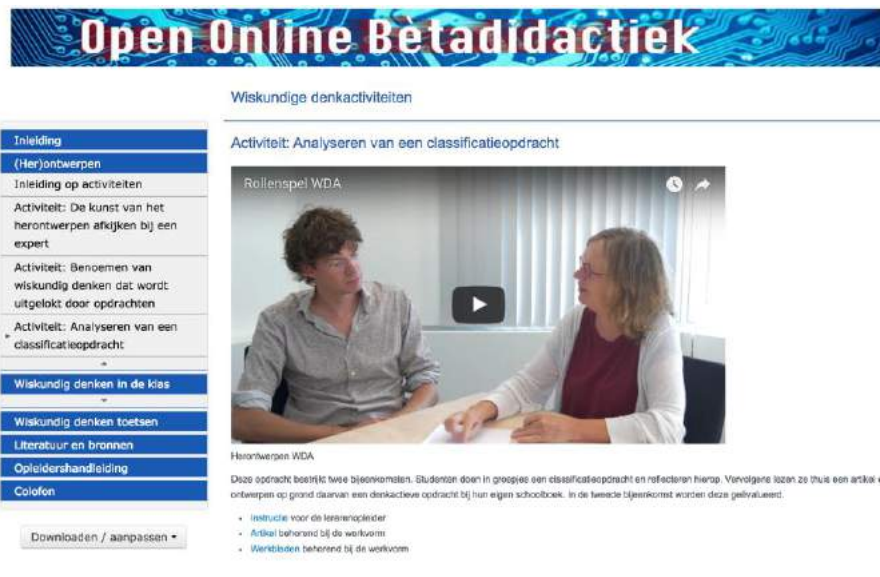 Open Online Bètadidactiek
Wiskundige denkactiviteiten
Inleiding
(Her)ontwerpen
Inleiding op activiteiten
Activiteit: De kunst van het
herontwerpen afkijken bij een
expert
Activiteit: Benoemen van
wiskundig denken dat wordt
uitgelokt door opdrachten
Activiteit: Analyseren van een
classificatieopdracht
Wiskundig denken in de klas
Wiskundig denken toetsen
Literatuur en bronnen
Opleidershandleiding
Colofon
Downloaden / aanpassen
Activiteit: Analyseren van een classificatieopdracht
Rollenspel WDA
Herontwerpen WDA
Deze opdracht bestrijkt twee bijeenkomsten. Studenten doen in groepjes een classificatieopdracht en reflecteren hierop. Vervolgens lezen ze thuis een artikel e
ontwerpen op grond daarvan een denkactieve opdracht bij hun eigen schoolboek. In de tweede bijeenkomst worden deze geëvalueerd.
Instructie voor de lerarenopleider
Artikel behorend bij de werkvorm
Werkbladen behorend bij de werkvorm